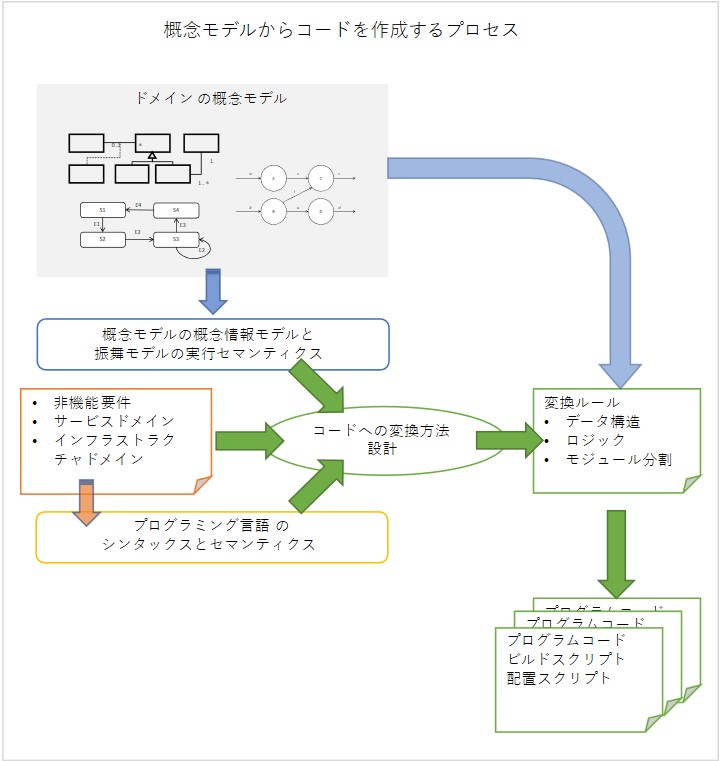 概念モデルからコードを作成するプロセス
ドメイン の概念モデル
0..1
*
1
1..*
S1
E4
S4
E1
E3
S2
E2
S3
E2
A
C
B
D
概念モデルの概念情報モデルと
振舞モデルの実行セマンティクス
• 非機能要件
• サービスドメイン
• インフラストラク
チャドメイン
コードへの変換方法
設計
変換ルール
• データ構造
• ロジック
• モジュール分割
プログラミング言語 の
シンタックスとセマンティクス
プログラムコード
プログラムコード
プログラムコード
ビルドスクリプト
配置スクリプト